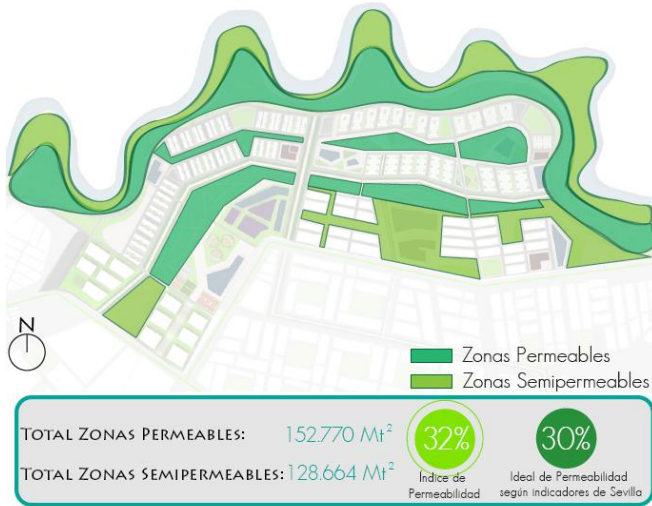 N
Zonas Permeables
Zonas Semipermeables
TOTAL ZONAS PERMEABLES: 152.770 Mt²
TOTAL ZONAS SEMIPERMEABLES: 128.664 Mt²
32%
Índice de
Permeabilidad
30%
Ideal de Permeabilidad
según indicadores de Sevilla